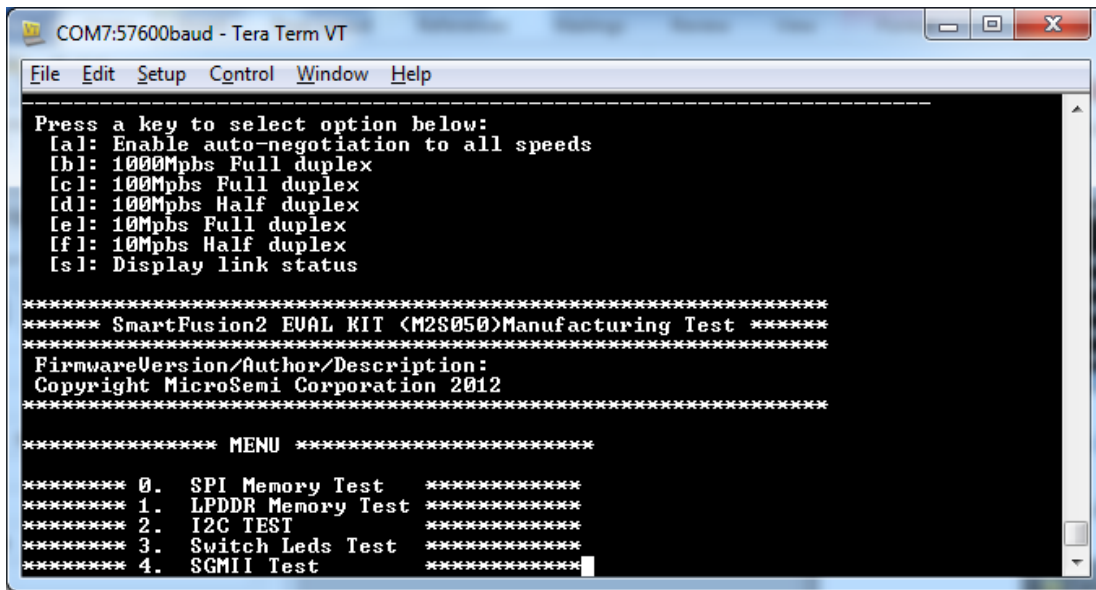 COM7:57600baud - Tera Term VT
File Edit Setup Control Window Help
----------------------------------------------------------------------
Press a key to select option below:
[a]: Enable auto-negotiation to all speeds
[b]: 1000Mpbs Full duplex
[c]: 100Mpbs Full duplex
[d]: 100Mpbs Half duplex
[e]: 10Mpbs Full duplex
[f]: 10Mpbs Half duplex
[s]: Display link status
**************************************************************
****** SmartFusion2 EVAL KIT (M2S050)Manufacturing Test ******
**************************************************************
FirmwareVersion/Author/Description:
Copyright MicroSemi Corporation 2012
**************************************************************
*************** MENU ***********************
******** 0. SPI Memory Test ************
******** 1. LPDDR Memory Test ************
******** 2. I2C TEST ************
******** 3. Switch Leds Test ************
******** 4. SGMII Test ************